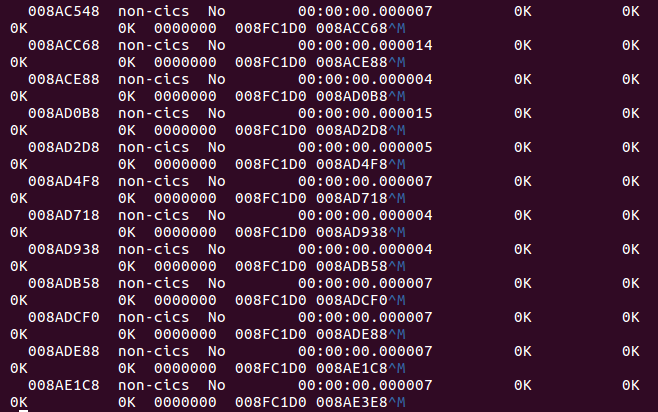 008AC548  non-cics  No        00:00:00.000007         0K          0K
0K          0K  0000000  008FC1D0 008ACC68^M
008ACC68  non-cics  No        00:00:00.000014         0K          0K
0K          0K  0000000  008FC1D0 008ACE88^M
008ACE88  non-cics  No        00:00:00.000004         0K          0K
0K          0K  0000000  008FC1D0 008AD0B8^M
008AD0B8  non-cics  No        00:00:00.000015         0K          0K
0K          0K  0000000  008FC1D0 008AD2D8^M
008AD2D8  non-cics  No        00:00:00.000005         0K          0K
0K          0K  0000000  008FC1D0 008AD4F8^M
008AD4F8  non-cics  No        00:00:00.000007         0K          0K
0K          0K  0000000  008FC1D0 008AD718^M
008AD718  non-cics  No        00:00:00.000004         0K          0K
0K          0K  0000000  008FC1D0 008AD938^M
008AD938  non-cics  No        00:00:00.000004         0K          0K
0K          0K  0000000  008FC1D0 008ADB58^M
008ADB58  non-cics  No        00:00:00.000007         0K          0K
0K          0K  0000000  008FC1D0 008ADCF0^M
008ADCF0  non-cics  No        00:00:00.000007         0K          0K
0K          0K  0000000  008FC1D0 008ADE88^M
008ADE88  non-cics  No        00:00:00.000007         0K          0K
0K          0K  0000000  008FC1D0 008AE1C8^M
008AE1C8  non-cics  No        00:00:00.000007         0K          0K
0K          0K  0000000  008FC1D0 008AE3E8^M